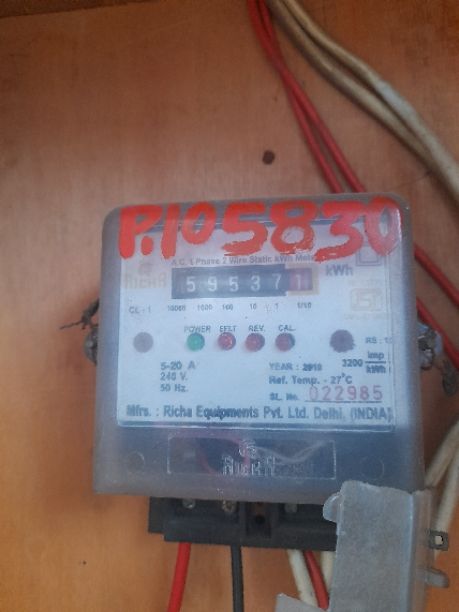 P.105830
A.C. 1 Phase 2 Wire Static kWh Meter
RICHA
595371 kWh
CL : 1 10000 1000 100 10 1 1/10
POWER EFLT REV. CAL.
5-20 A
240 V.
50 Hz.
YEAR : 2010
3200 imp/kWh
Ref. Temp. - 27°C
SL. No. 022985
Mfrs. : Richa Equipments Pvt. Ltd. Delhi, (INDIA)
RICHA